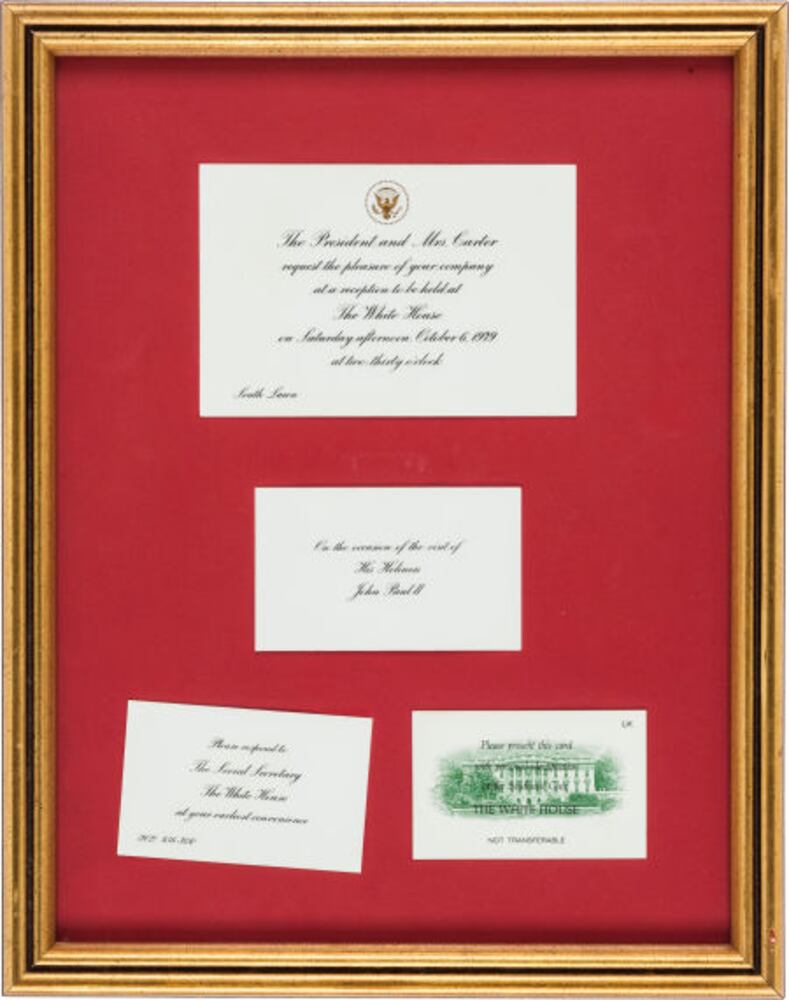 The President and Mrs. Carter
request the pleasure of your company
at a reception to be held at
The White House
on Saturday afternoon, October 6, 1979
at two-thirty o'clock
South Lawn
On the occasion of the visit of
His Holiness
John Paul II
Please respond to
The Social Secretary
The White House
at your earliest convenience
Please present this card
THE WHITE HOUSE
NOT TRANSFERABLE